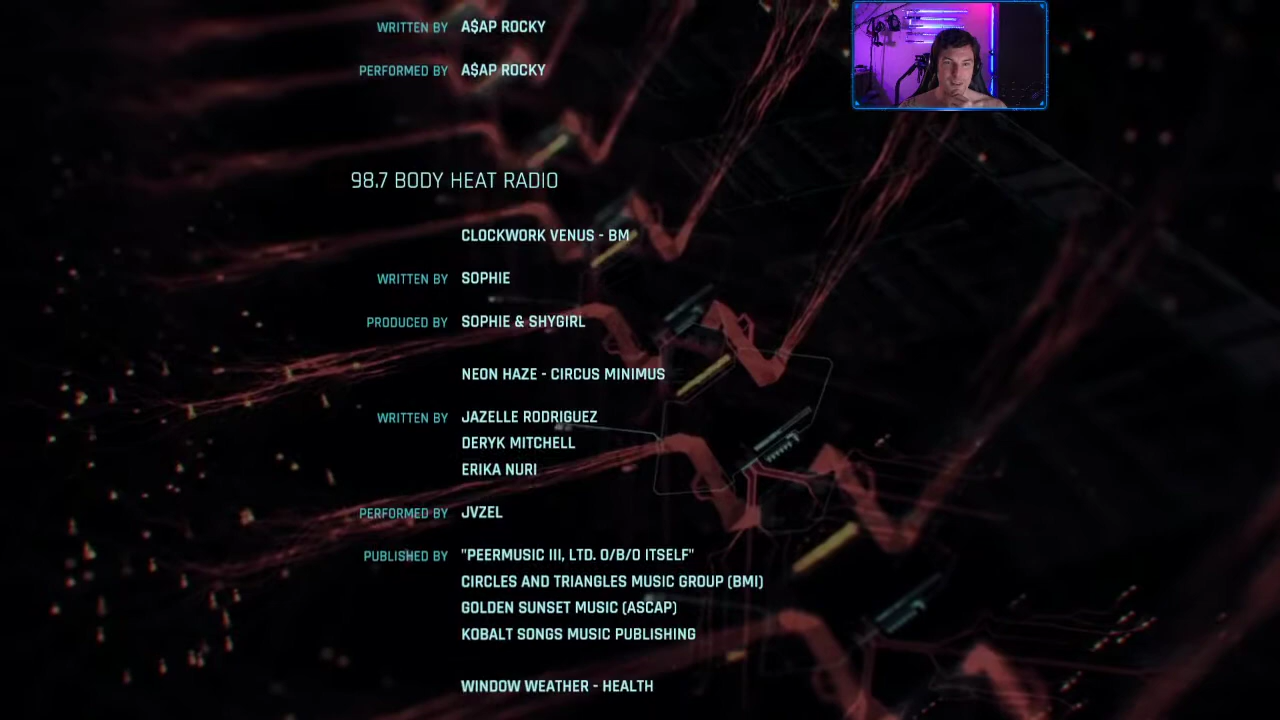 WRITTEN BY A$AP ROCKY
PERFORMED BY A$AP ROCKY
98.7 BODY HEAT RADIO
CLOCKWORK VENUS - BM
WRITTEN BY SOPHIE
PRODUCED BY SOPHIE & SHYGIRL
NEON HAZE - CIRCUS MINIMUS
WRITTEN BY JAZELLE RODRIGUEZ
DERYK MITCHELL
ERIKA NURI
PERFORMED BY JVZEL
PUBLISHED BY "PEERMUSIC III, LTD. O/B/O ITSELF"
CIRCLES AND TRIANGLES MUSIC GROUP (BMI)
GOLDEN SUNSET MUSIC (ASCAP)
KOBALT SONGS MUSIC PUBLISHING
WINDOW WEATHER - HEALTH